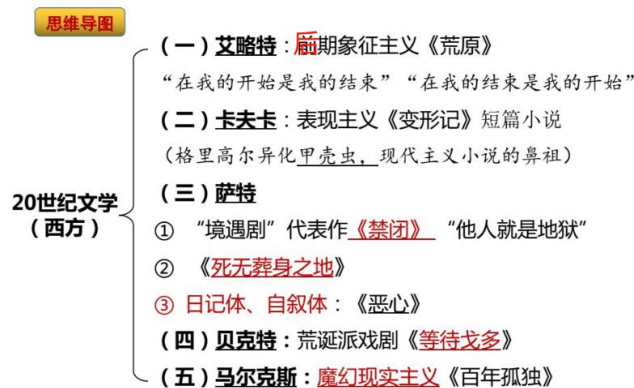 思维导图
(一)艾略特:后期象征主义《荒原》
“在我的开始是我的结束”“在我的结束是我的开始”
(二)卡夫卡:表现主义《变形记》短篇小说
(格里高尔异化甲壳虫,现代主义小说的鼻祖)
20世纪文学
(西方)
(三)萨特
① “境遇剧”代表作《禁闭》 “他人就是地狱”
② 《死无葬身之地》
③ 日记体、自叙体:《恶心》
(四)贝克特:荒诞派戏剧《等待戈多》
(五)马尔克斯:魔幻现实主义《百年孤独》